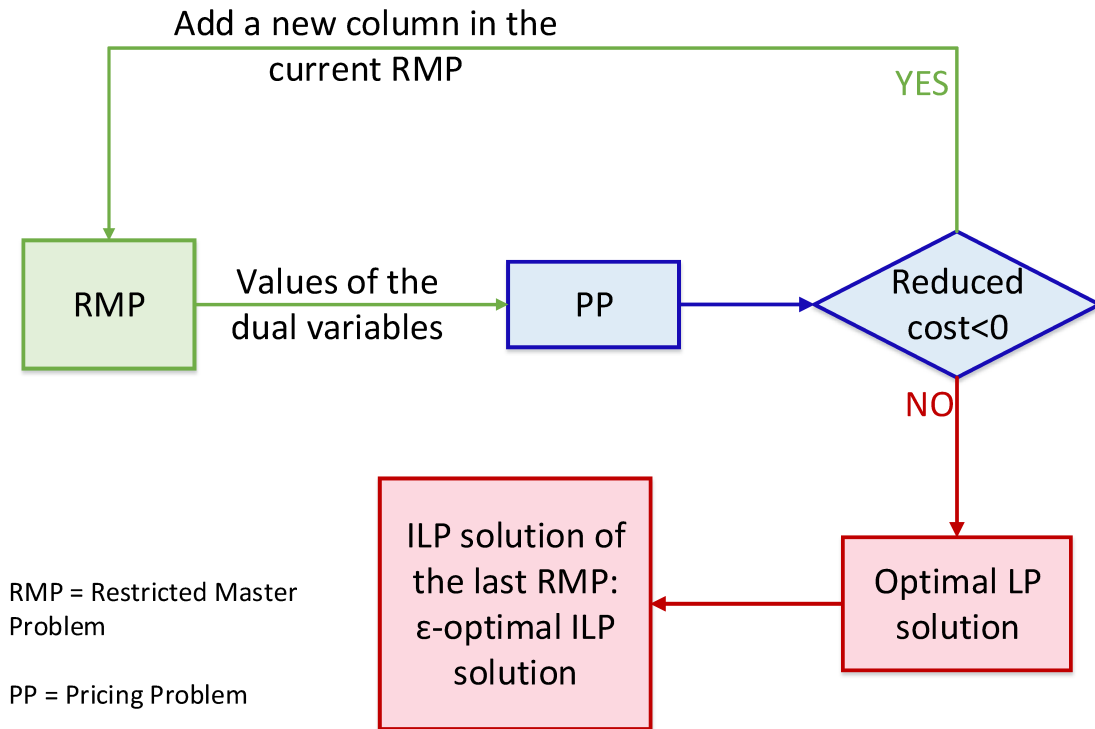 Add a new column in the
current RMP
YES
RMP
Values of the
dual variables
PP
Reduced
cost<0
NO
ILP solution of
the last RMP:
ε-optimal ILP
solution
Optimal LP
solution
RMP = Restricted Master
Problem
PP = Pricing Problem